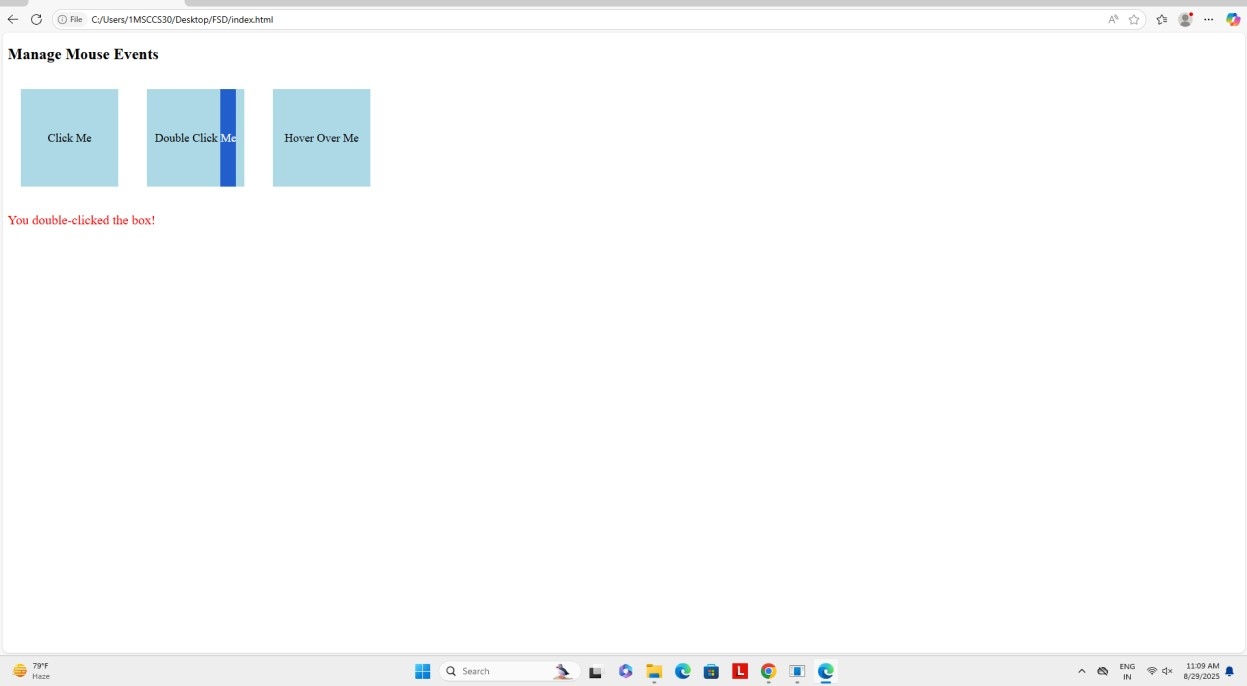 File C:/Users/1MSCCS30/Desktop/FSD/index.html
Manage Mouse Events
Click Me
Double Click Me
Hover Over Me
You double-clicked the box!
79°F
Haze
Search
L
ENG
IN
11:09 AM
8/29/2025